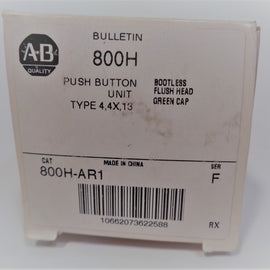 BULLETIN
A-B
QUALITY
800H
PUSH BUTTON BOOTLESS
UNIT FLUSH HEAD
TYPE 4,4X,13 GREEN CAP
MADE IN CHINA
CAT SER
800H-AR1 F
10662073622588 RX